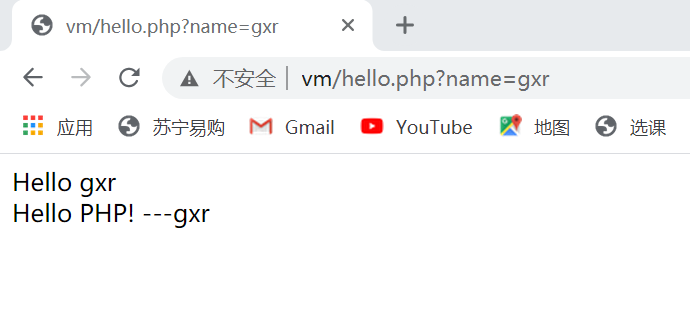 vm/hello.php?name=gxr
不安全 vm/hello.php?name=gxr
应用 苏宁易购 Gmail YouTube 地图 选课
Hello gxr
Hello PHP! ---gxr